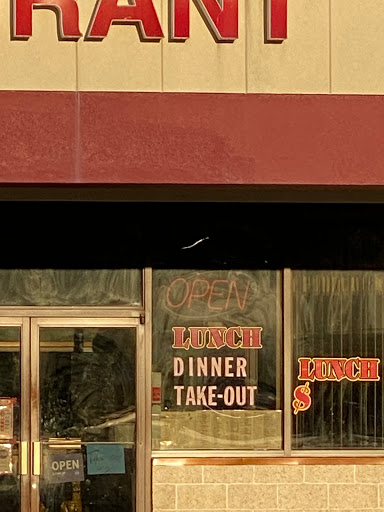 RANT
OPEN
LUNCH
DINNER
TAKE-OUT
LUNCH
$
OPEN